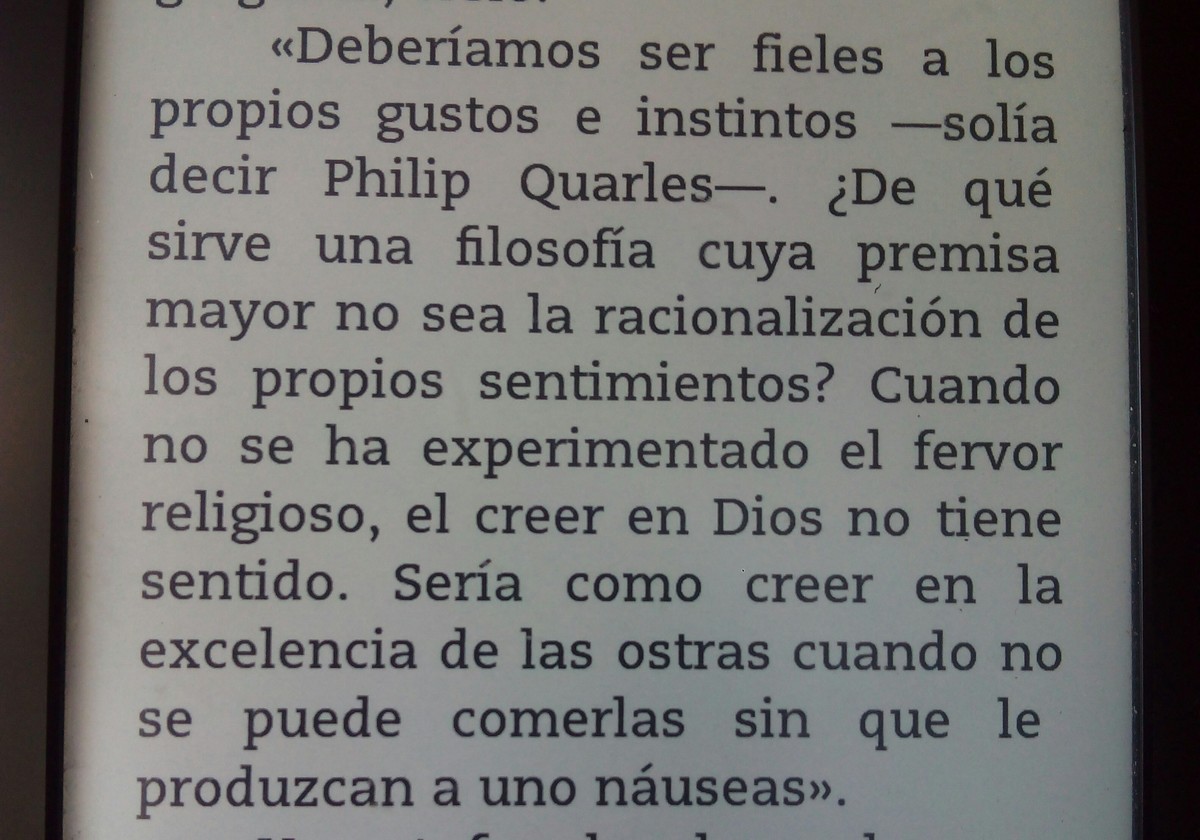 «Deberíamos ser fieles a los
propios gustos e instintos —solía
decir Philip Quarles—. ¿De qué
sirve una filosofía cuya premisa
mayor no sea la racionalización de
los propios sentimientos? Cuando
no se ha experimentado el fervor
religioso, el creer en Dios no tiene
sentido. Sería como creer en la
excelencia de las ostras cuando no
se puede comerlas sin que le
produzcan a uno náuseas».